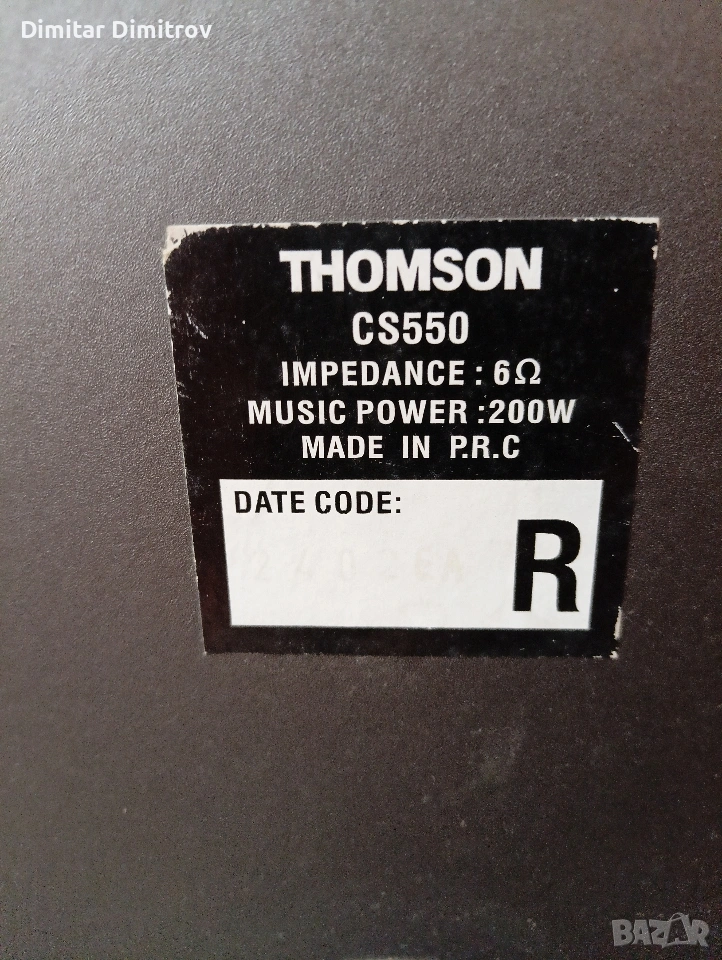 Dimitar Dimitrov
THOMSON
CS550
IMPEDANCE : 6Ω
MUSIC POWER :200W
MADE IN P.R.C
DATE CODE:
R
BAZAR